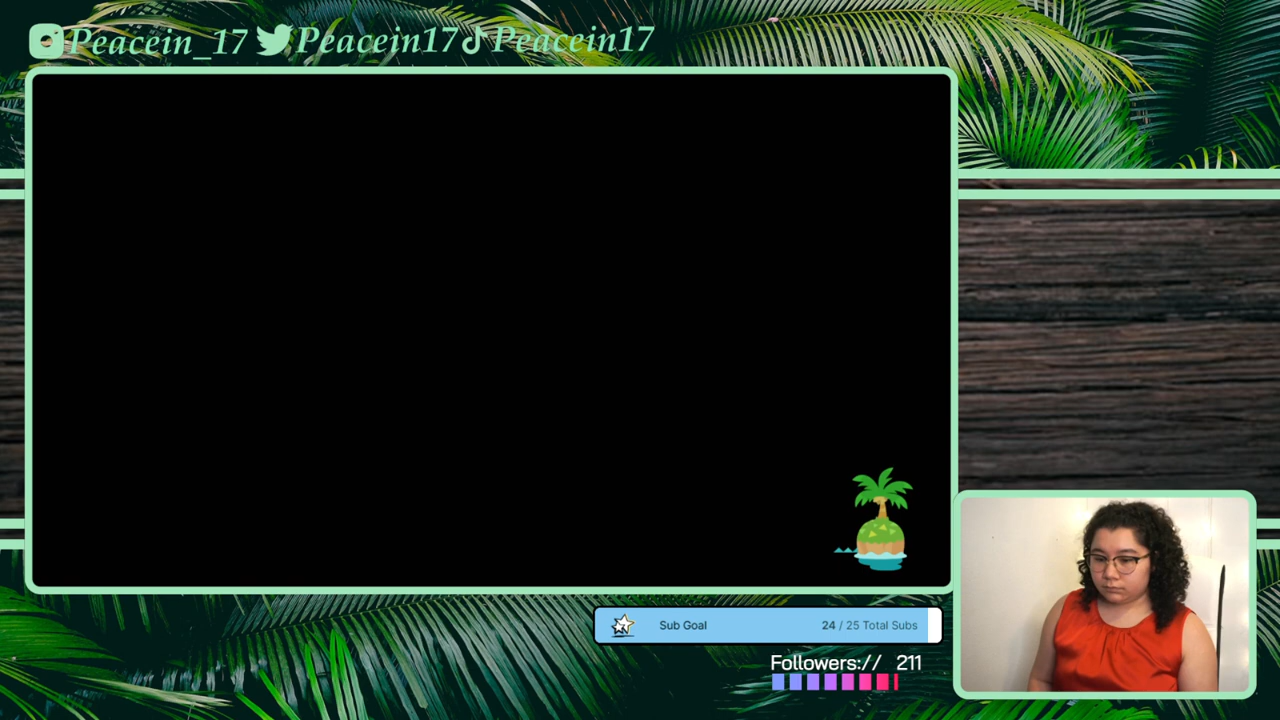 Peacein_17 Peacein17 Peacein17
Sub Goal 24 / 25 Total Subs
Followers:// 211